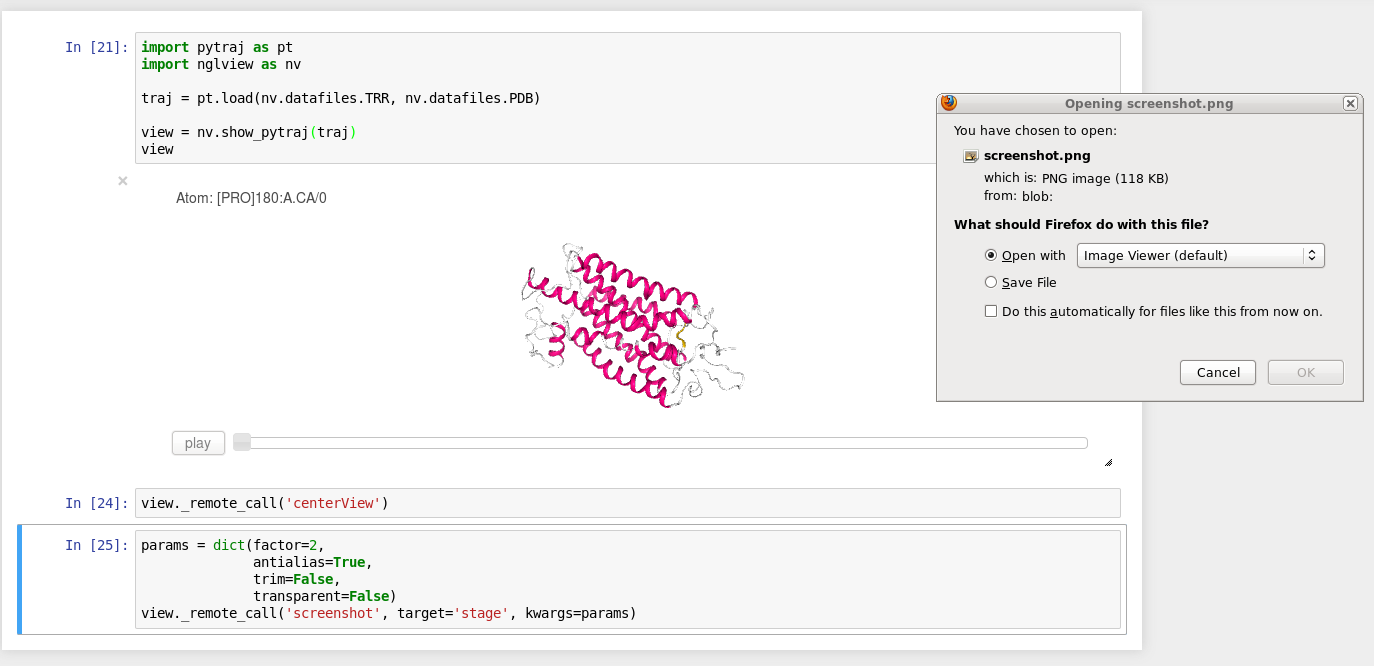 In [21]:
import pytraj as pt
import nglview as nv
traj = pt.load(nv.datafiles.TRR, nv.datafiles.PDB)
view = nv.show_pytraj(traj)
view
Atom: [PRO]180:A.CA/0
play
In [24]:
view._remote_call('centerView')
In [25]:
params = dict(factor=2,
antialias=True,
trim=False,
transparent=False)
view._remote_call('screenshot', target='stage', kwargs=params)
Opening screenshot.png
You have chosen to open:
screenshot.png
which is: PNG image (118 KB)
from: blob:
What should Firefox do with this file?
Open with Image Viewer (default)
Save File
Do this automatically for files like this from now on.
Cancel OK